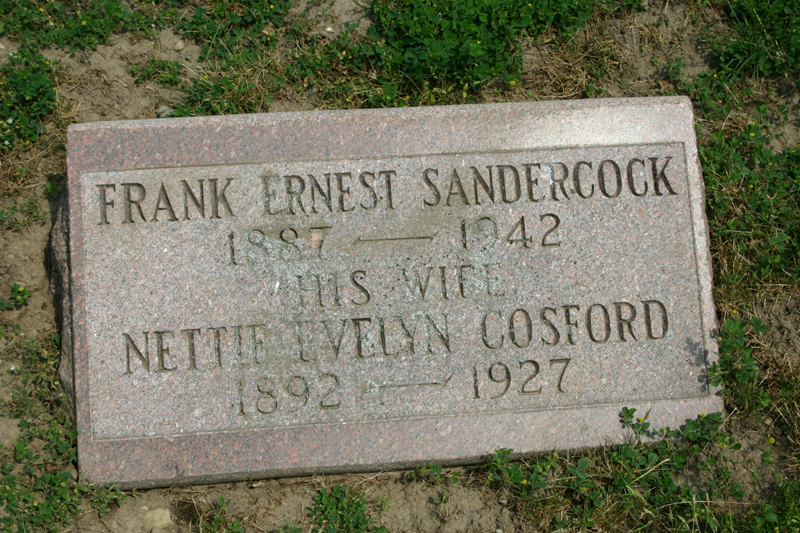 FRANK ERNEST SANDERCOCK
1887 — 1942
HIS WIFE
NETTIE EVELYN COSFORD
1892 — 1927